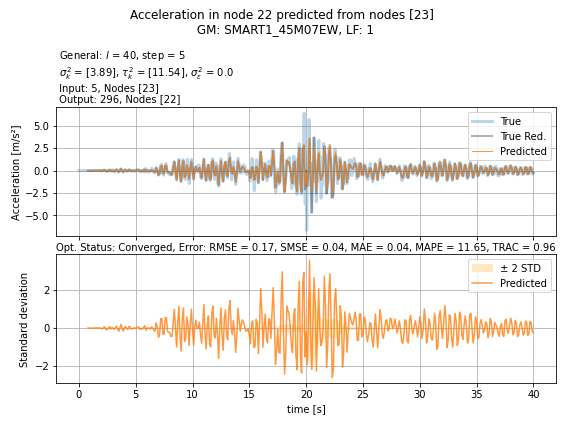 Acceleration in node 22 predicted from nodes [23]
GM: SMART1_45M07EW, LF: 1
General: l = 40, step = 5
σ²ₖ = [3.89], τ²ₖ = [11.54], σ²ε = 0.0
Input: 5, Nodes [23]
Output: 296, Nodes [22]
Acceleration [m/s²]
5.0
2.5
0.0
−2.5
−5.0
True
True Red.
Predicted
Opt. Status: Converged, Error: RMSE = 0.17, SMSE = 0.04, MAE = 0.04, MAPE = 11.65, TRAC = 0.96
Standard deviation
2
0
−2
± 2 STD
Predicted
0 5 10 15 20 25 30 35 40
time [s]